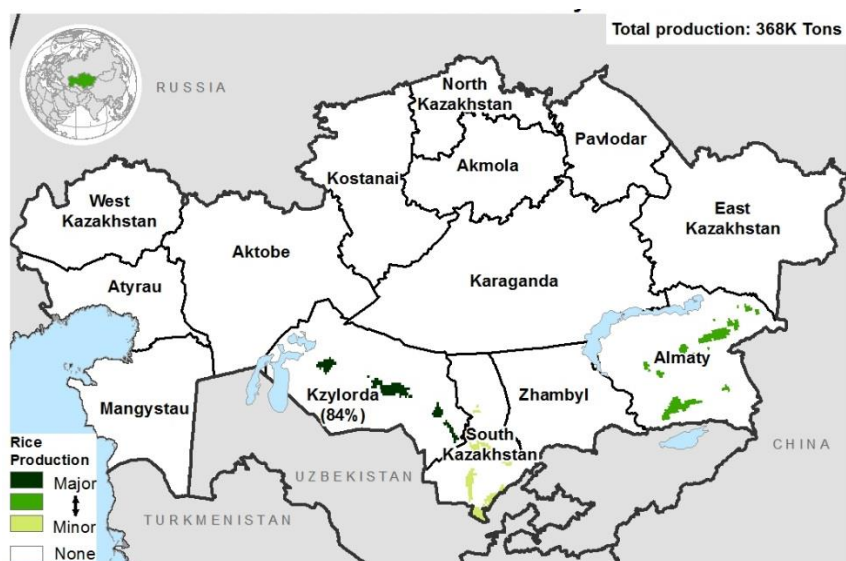 Total production: 368K Tons
RUSSIA
North
Kazakhstan
Pavlodar
Kostanai
Akmola
West
Kazakhstan
East
Kazakhstan
Aktobe
Karaganda
Atyrau
Almaty
Kzylorda
(84%)
Zhambyl
Mangystau
South
Kazakhstan
CHINA
UZBEKISTAN
TURKMENISTAN
Rice
Production
Major
Minor
None